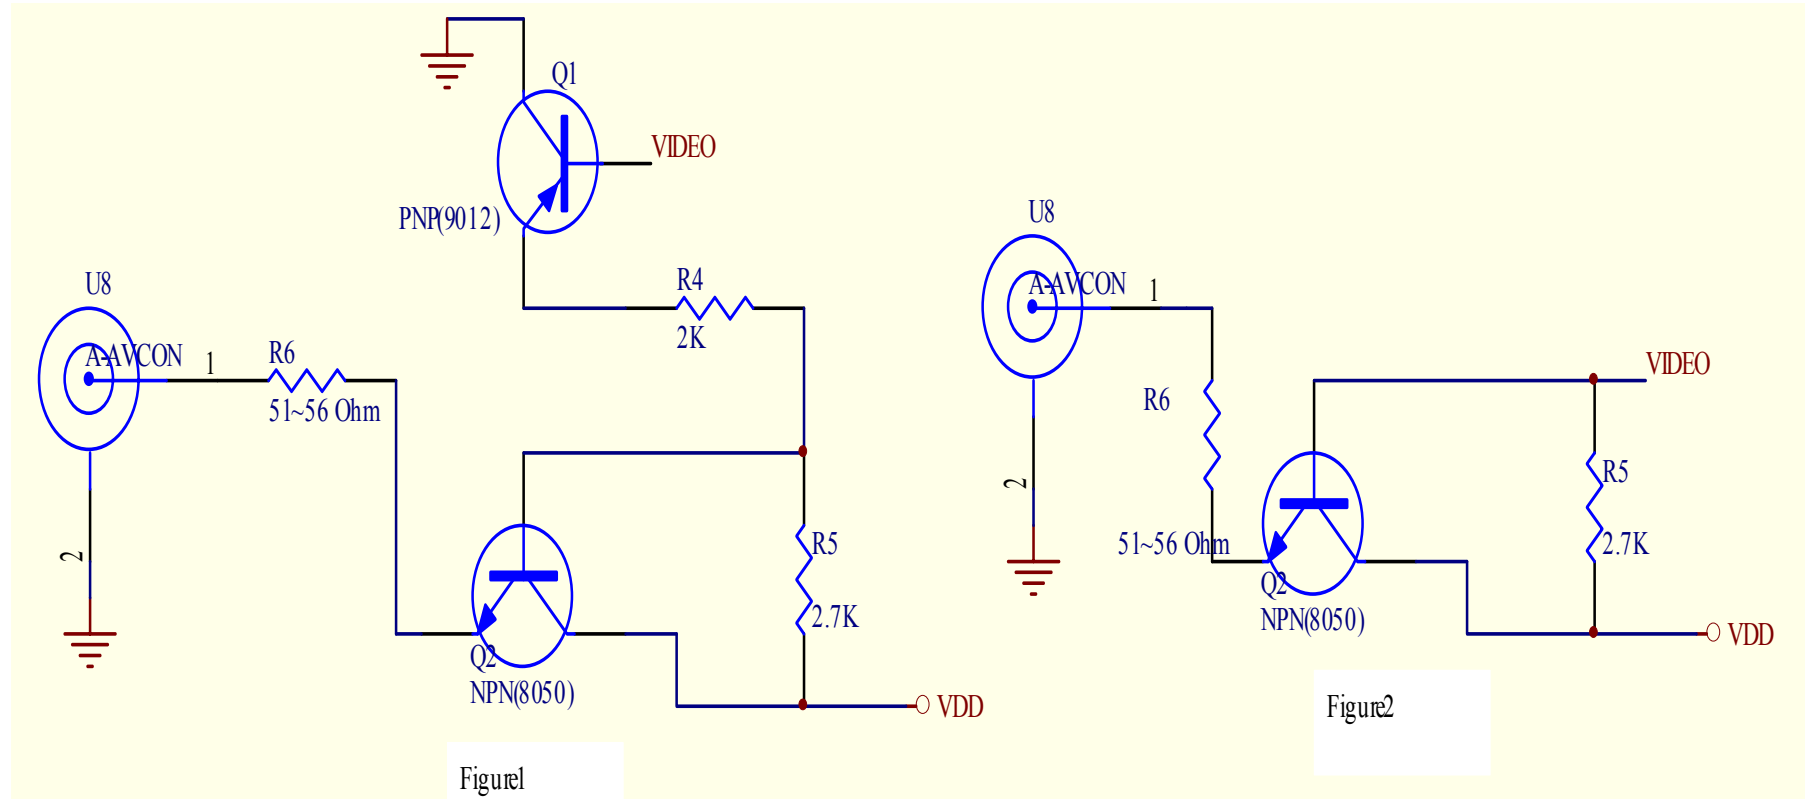 Q1
VIDEO
PNP(9012)
U8
A-AVCON
1
R6
51~56 Ohm
2
R4
2K
R5
2.7K
Q2
NPN(8050)
VDD
Figure1
U8
A-AVCON
1
R6
51~56 Ohm
2
VIDEO
R5
2.7K
Q2
NPN(8050)
VDD
Figure2